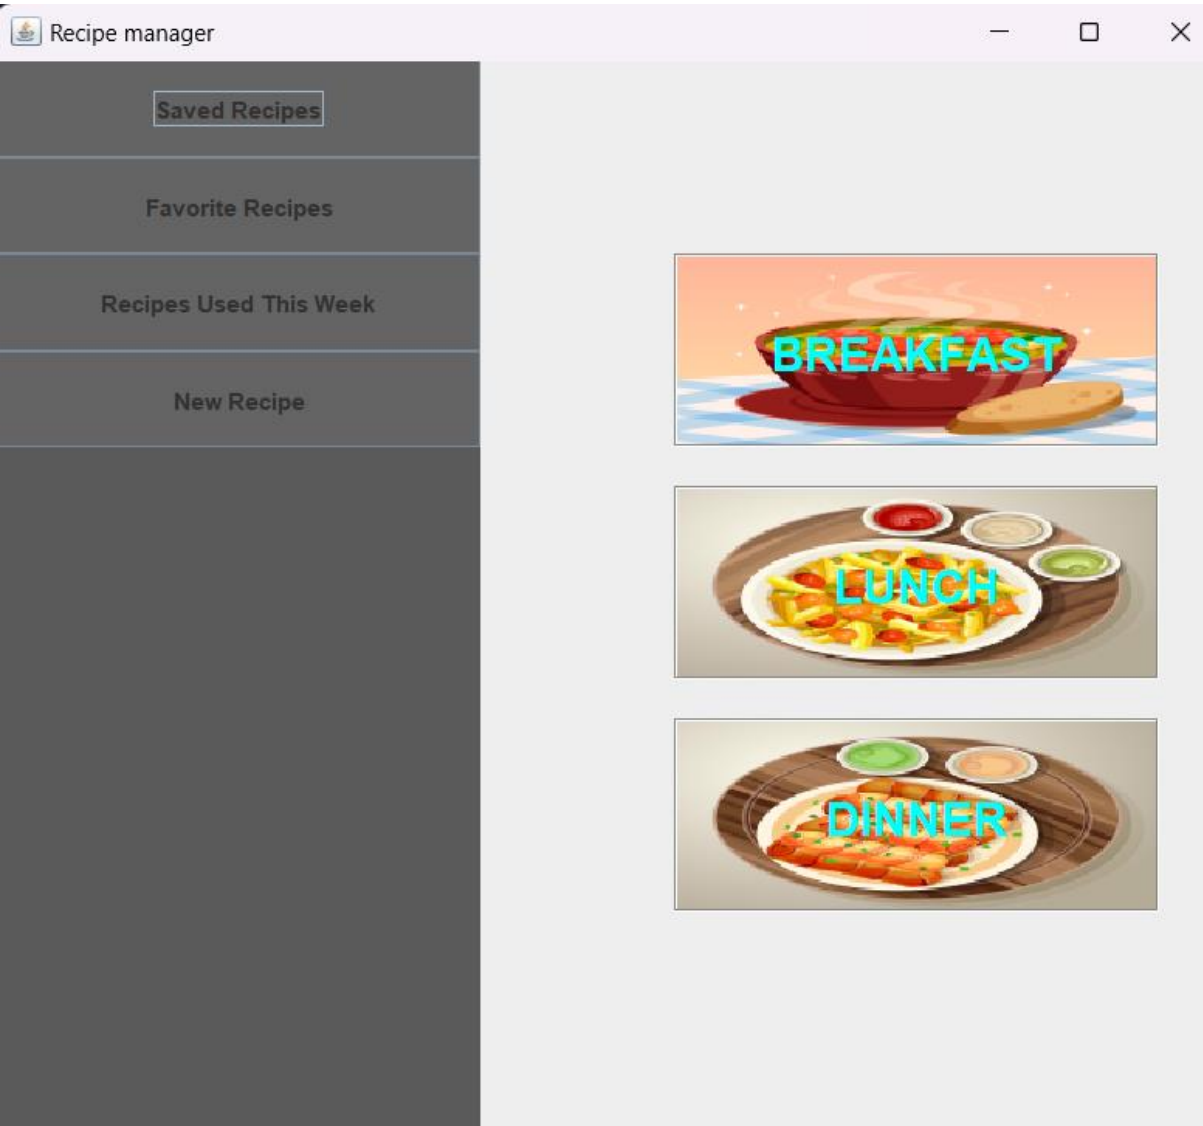 Recipe manager
Saved Recipes
Favorite Recipes
Recipes Used This Week
New Recipe
BREAKFAST
LUNCH
DINNER